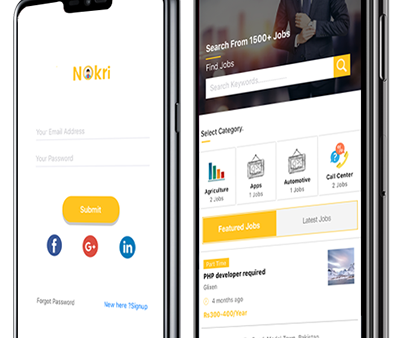 Nokri
Your Email Address
Your Password
Submit
f
G+
in
Forgot Password
New here ?Signup
Search From 1500+ Jobs
Find Jobs
Search Keywords
Select Category.
Agriculture
2 Jobs
Apps
1 Jobs
Automotive
1 Jobs
Call Center
2 Jobs
Featured Jobs
Latest Jobs
Part Time
PHP developer required
Glixen
4 months ago
Rs300-400/Year